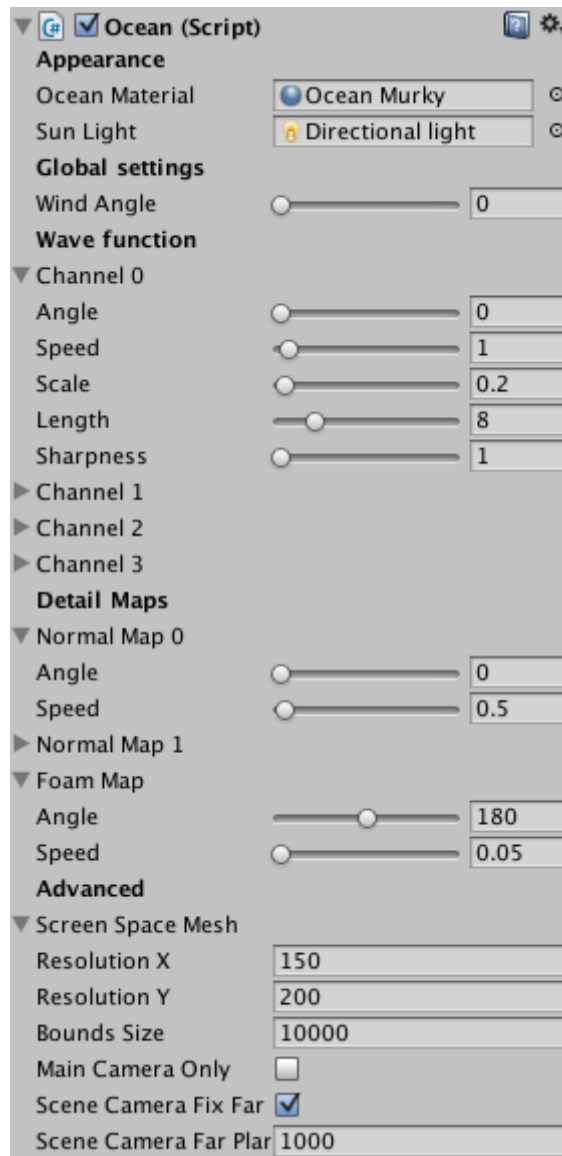 Ocean (Script)
Appearance
Ocean Material Ocean Murky
Sun Light Directional light
Global settings
Wind Angle 0
Wave function
Channel 0
Angle 0
Speed 1
Scale 0.2
Length 8
Sharpness 1
Channel 1
Channel 2
Channel 3
Detail Maps
Normal Map 0
Angle 0
Speed 0.5
Normal Map 1
Foam Map
Angle 180
Speed 0.05
Advanced
Screen Space Mesh
Resolution X 150
Resolution Y 200
Bounds Size 10000
Main Camera Only
Scene Camera Fix Far
Scene Camera Far Plar 1000